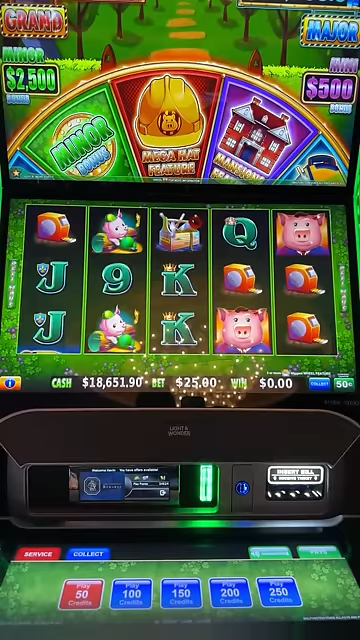 GRAND
MAJOR
MINOR
$2,500
BONUS
MINI
$500
BONUS
MINOR
BONUS
MEGA HAT
FEATURE
MANSION
Q
J
9
K
J
K
CASH $18,651.90 BET $25.00 WIN $0.00
COLLECT
50¢
LIGHT &
WONDER
INSERT BILL
SERVICE
COLLECT
Play
50
Credits
Play
100
Credits
Play
150
Credits
Play
200
Credits
Play
250
Credits